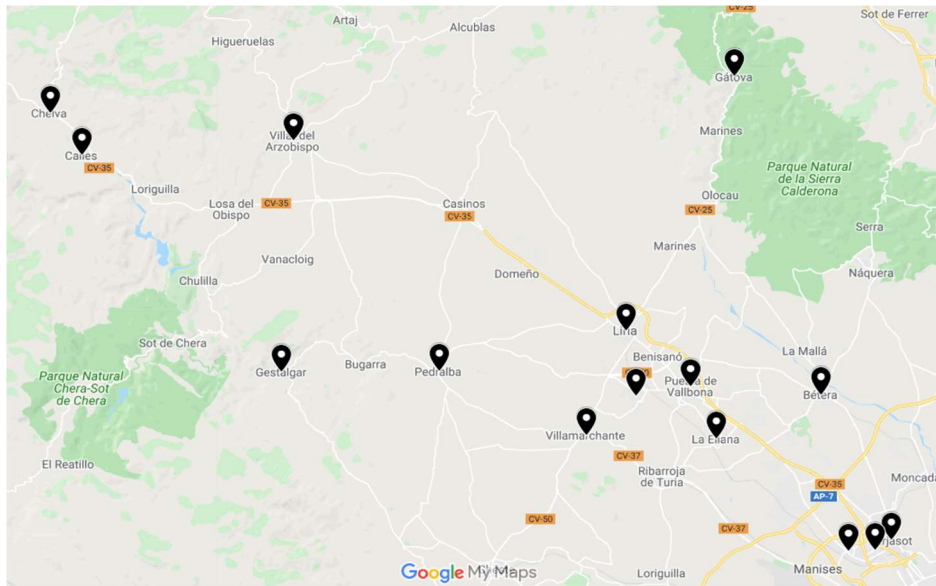 CV-25
Sot de Ferrer
Artaj
Alcublas
Higueruelas
Gátova
Chelva
Marines
Villar del
Arzobispo
Calles
CV-35
Parque Natural
de la Sierra
Calderona
Loriguilla
Olocau
Losa del
Obispo
CV-35
Casinos
CV-35
CV-25
Serra
Marines
Vanacloig
Domeño
Náquera
Chulilla
Liria
Sot de Chera
La Mallá
Benisanó
Bugarra
Gestalgar
Pedralba
Parque Natural
Chera-Sot
de Chera
de
Vallbona
Bétera
Villamarchante
La Eliana
CV-37
El Reatillo
Ribarroja
de Turia
CV-35
AP-7
Moncada
CV-50
CV-37
Manises
Loriguilla
Google My Maps